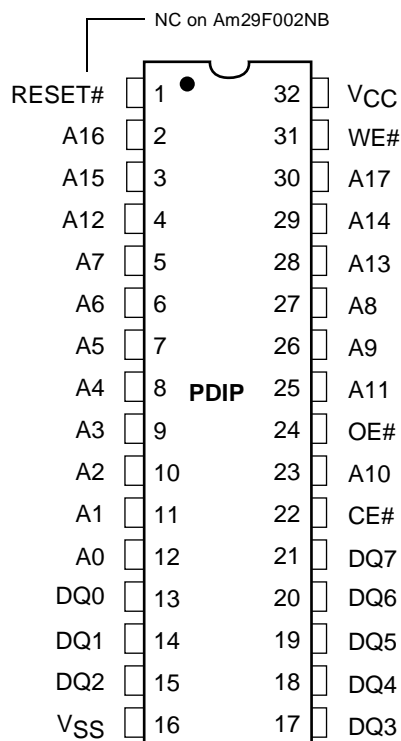 NC on Am29F002NB
RESET# 1 32 VCC
A16 2 31 WE#
A15 3 30 A17
A12 4 29 A14
A7 5 28 A13
A6 6 27 A8
A5 7 26 A9
A4 8 PDIP 25 A11
A3 9 24 OE#
A2 10 23 A10
A1 11 22 CE#
A0 12 21 DQ7
DQ0 13 20 DQ6
DQ1 14 19 DQ5
DQ2 15 18 DQ4
VSS 16 17 DQ3